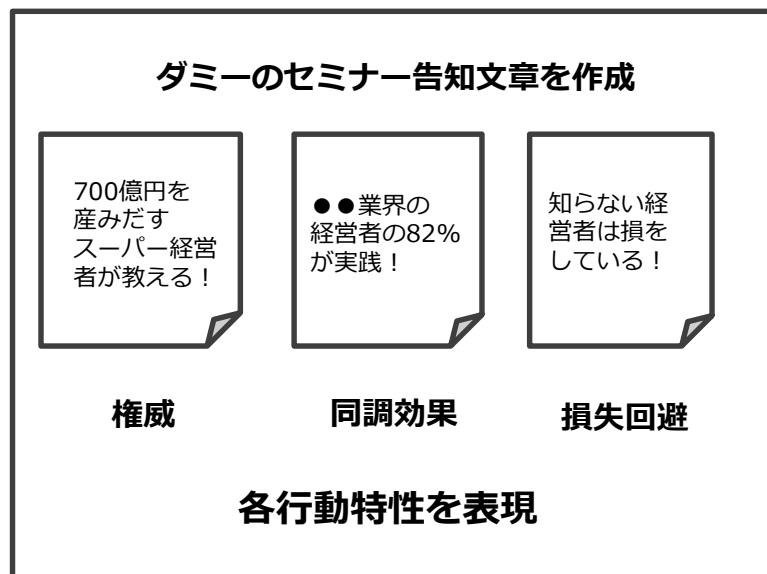 ダミーのセミナー告知文章を作成
700億円を
産みだす
スーパー経営
者が教える！
●●業界の
経営者の82%
が実践！
知らない経
営者は損を
している！
権威
同調効果
損失回避
各行動特性を表現